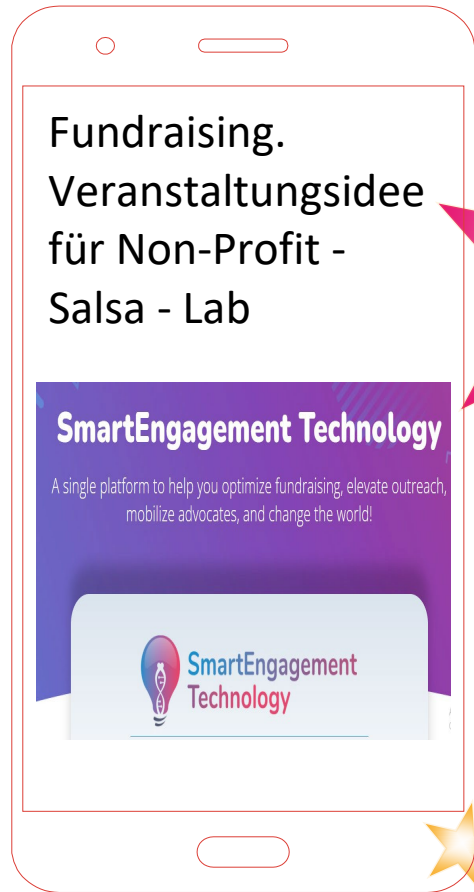 Fundraising.
Veranstaltungsidee
für Non-Profit -
Salsa - Lab
SmartEngagement Technology
A single platform to help you optimize fundraising, elevate outreach,
mobilize advocates, and change the world!
SmartEngagement
Technology